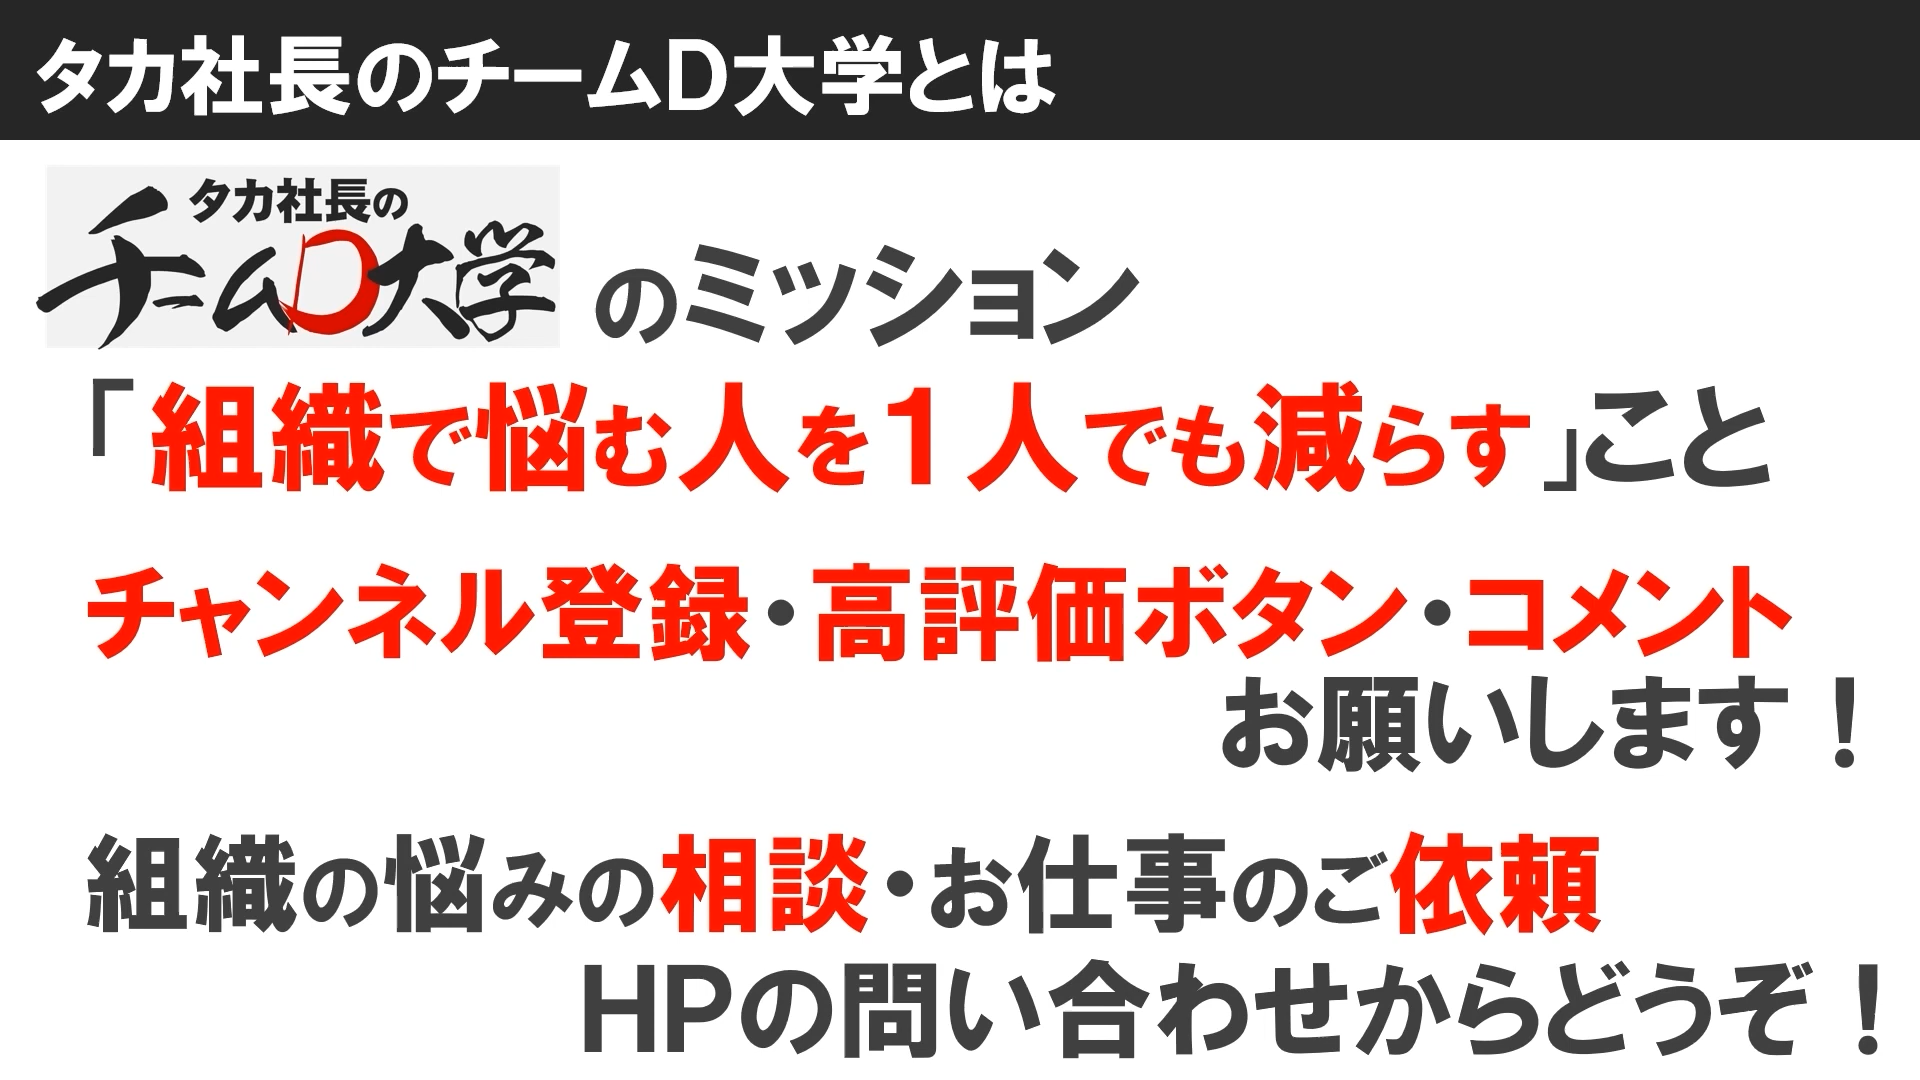 タカ社長のチームD大学とは
タカ社長の
チームD大学
のミッション
「組織で悩む人を1人でも減らす」こと
チャンネル登録・高評価ボタン・コメント
お願いします！
組織の悩みの相談・お仕事のご依頼
HPの問い合わせからどうぞ！